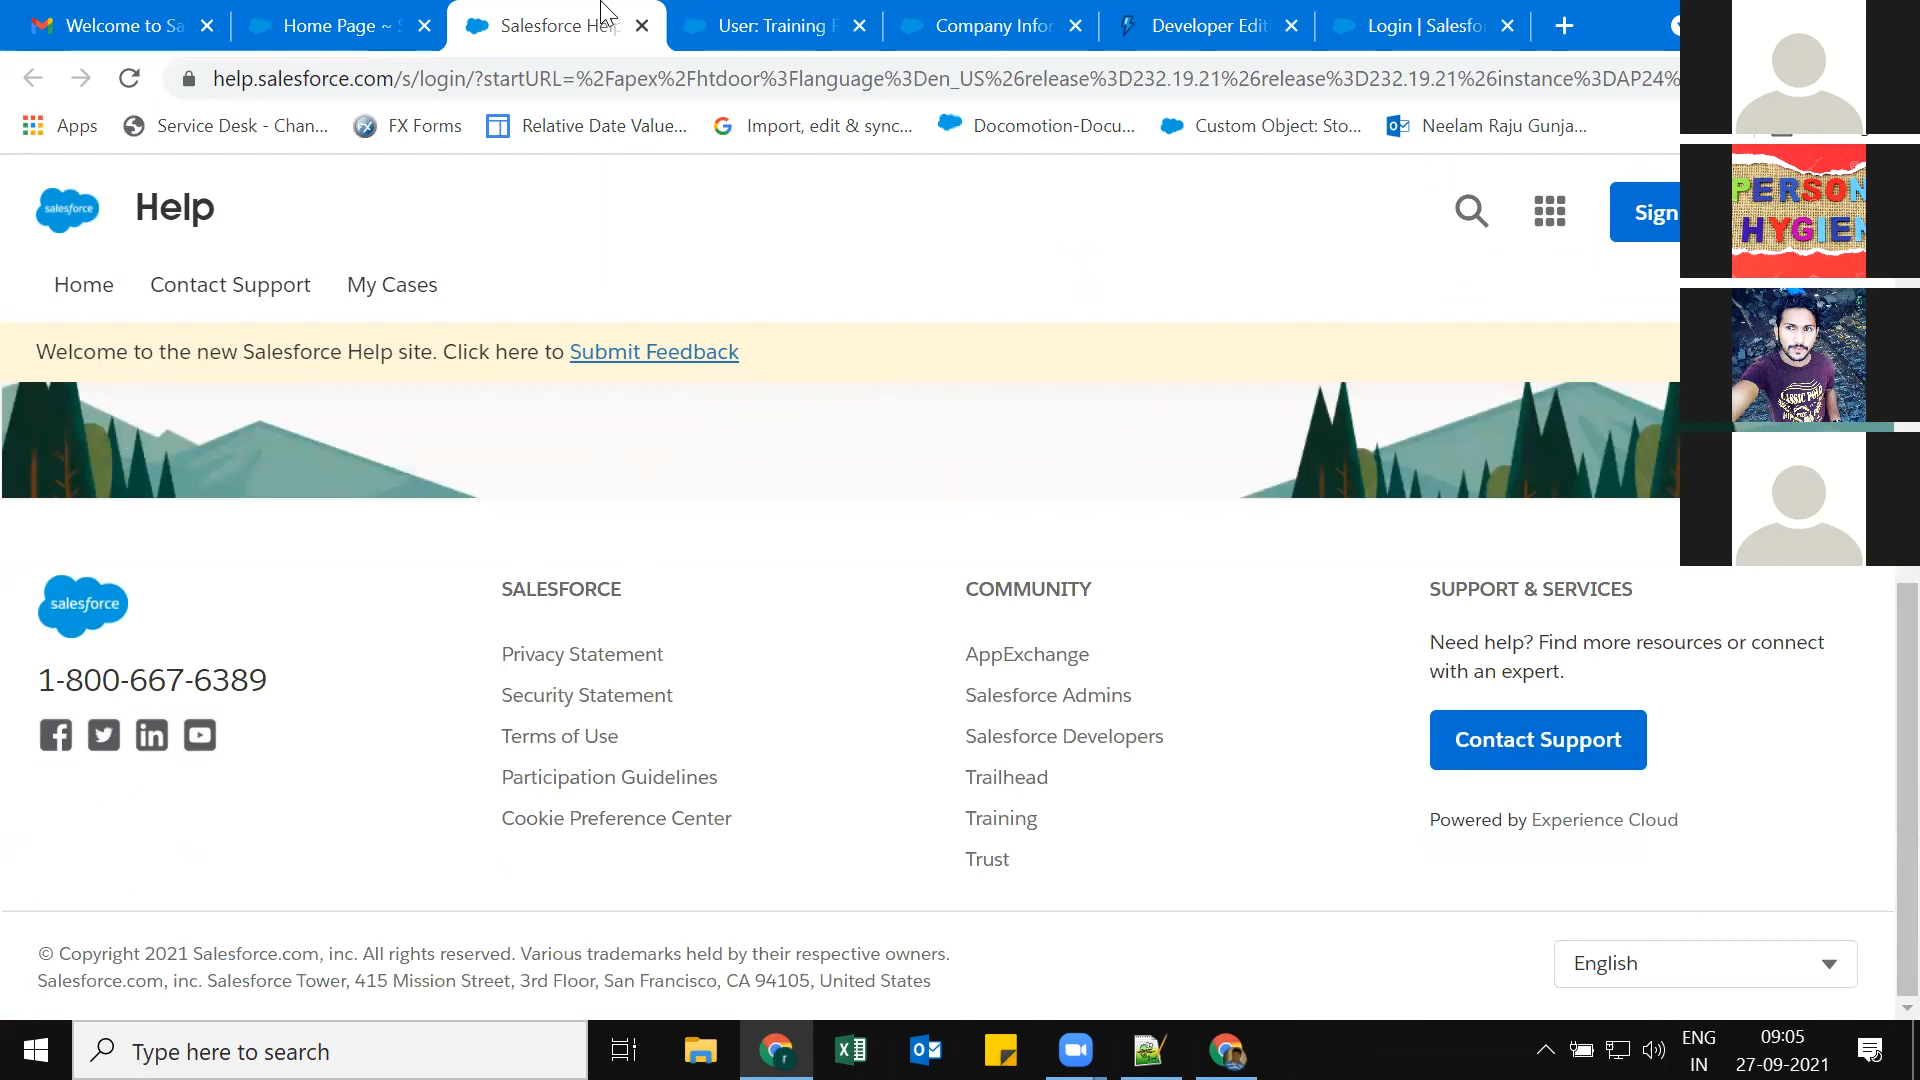 Welcome to Sa
Home Page ~ S
Salesforce Help
User: Training R
Company Infor
Developer Editi
Login | Salesfo
help.salesforce.com/s/login/?startURL=%2Fapex%2Fhtdoor%3Flanguage%3Den_US%26release%3D232.19.21%26release%3D232.19.21%26instance%3DAP24%
Apps
Service Desk - Chan...
FX Forms
Relative Date Value...
Import, edit & sync...
Docomotion-Docu...
Custom Object: Sto...
Neelam Raju Gunja...
salesforce
Help
Sign
PERSON
HYGIEN
Home
Contact Support
My Cases
Welcome to the new Salesforce Help site. Click here to Submit Feedback
salesforce
1-800-667-6389
SALESFORCE
Privacy Statement
Security Statement
Terms of Use
Participation Guidelines
Cookie Preference Center
COMMUNITY
AppExchange
Salesforce Admins
Salesforce Developers
Trailhead
Training
Trust
SUPPORT & SERVICES
Need help? Find more resources or connect
with an expert.
Contact Support
Powered by Experience Cloud
© Copyright 2021 Salesforce.com, inc. All rights reserved. Various trademarks held by their respective owners.
Salesforce.com, inc. Salesforce Tower, 415 Mission Street, 3rd Floor, San Francisco, CA 94105, United States
English
Type here to search
ENG
IN
09:05
27-09-2021